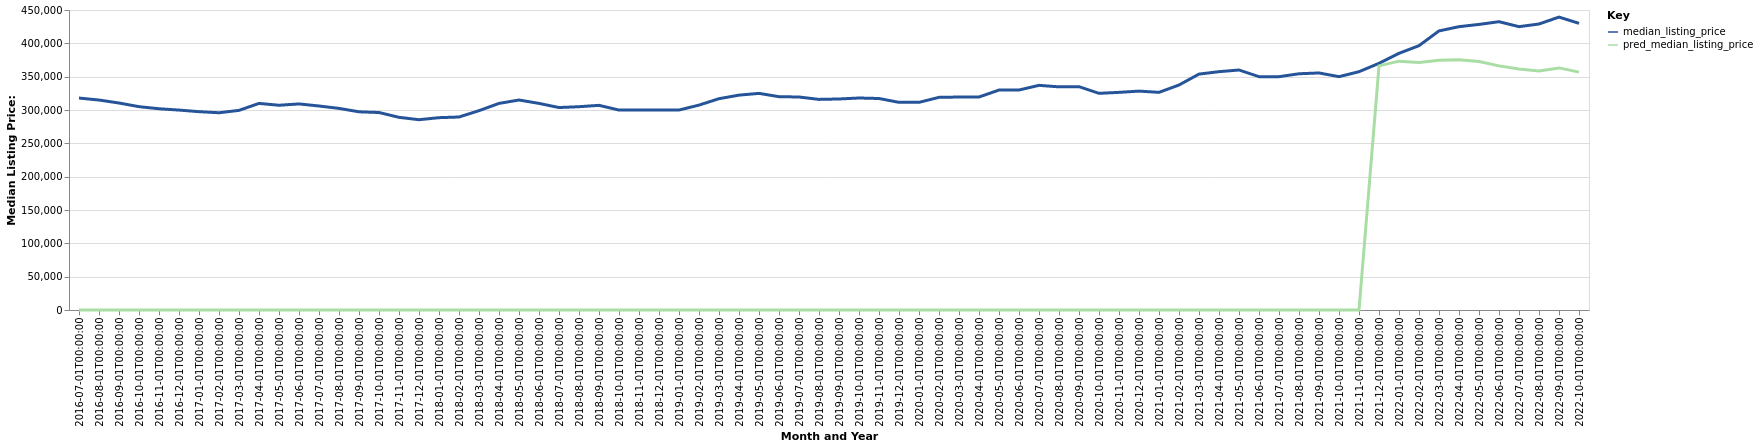 450,000
400,000
350,000
300,000
250,000
200,000
150,000
100,000
50,000
0
Median Listing Price:
2016-07-01T00:00:00
2016-08-01T00:00:00
2016-09-01T00:00:00
2016-10-01T00:00:00
2016-11-01T00:00:00
2016-12-01T00:00:00
2017-01-01T00:00:00
2017-02-01T00:00:00
2017-03-01T00:00:00
2017-04-01T00:00:00
2017-05-01T00:00:00
2017-06-01T00:00:00
2017-07-01T00:00:00
2017-08-01T00:00:00
2017-09-01T00:00:00
2017-10-01T00:00:00
2017-11-01T00:00:00
2017-12-01T00:00:00
2018-01-01T00:00:00
2018-02-01T00:00:00
2018-03-01T00:00:00
2018-04-01T00:00:00
2018-05-01T00:00:00
2018-06-01T00:00:00
2018-07-01T00:00:00
2018-08-01T00:00:00
2018-09-01T00:00:00
2018-10-01T00:00:00
2018-11-01T00:00:00
2018-12-01T00:00:00
2019-01-01T00:00:00
2019-02-01T00:00:00
2019-03-01T00:00:00
2019-04-01T00:00:00
2019-05-01T00:00:00
2019-06-01T00:00:00
2019-07-01T00:00:00
2019-08-01T00:00:00
2019-09-01T00:00:00
2019-10-01T00:00:00
2019-11-01T00:00:00
2019-12-01T00:00:00
2020-01-01T00:00:00
2020-02-01T00:00:00
2020-03-01T00:00:00
2020-04-01T00:00:00
2020-05-01T00:00:00
2020-06-01T00:00:00
2020-07-01T00:00:00
2020-08-01T00:00:00
2020-09-01T00:00:00
2020-10-01T00:00:00
2020-11-01T00:00:00
2020-12-01T00:00:00
2021-01-01T00:00:00
2021-02-01T00:00:00
2021-03-01T00:00:00
2021-04-01T00:00:00
2021-05-01T00:00:00
2021-06-01T00:00:00
2021-07-01T00:00:00
2021-08-01T00:00:00
2021-09-01T00:00:00
2021-10-01T00:00:00
2021-11-01T00:00:00
2021-12-01T00:00:00
2022-01-01T00:00:00
2022-02-01T00:00:00
2022-03-01T00:00:00
2022-04-01T00:00:00
2022-05-01T00:00:00
2022-06-01T00:00:00
2022-07-01T00:00:00
2022-08-01T00:00:00
2022-09-01T00:00:00
2022-10-01T00:00:00
Month and Year
Key
median_listing_price
pred_median_listing_price